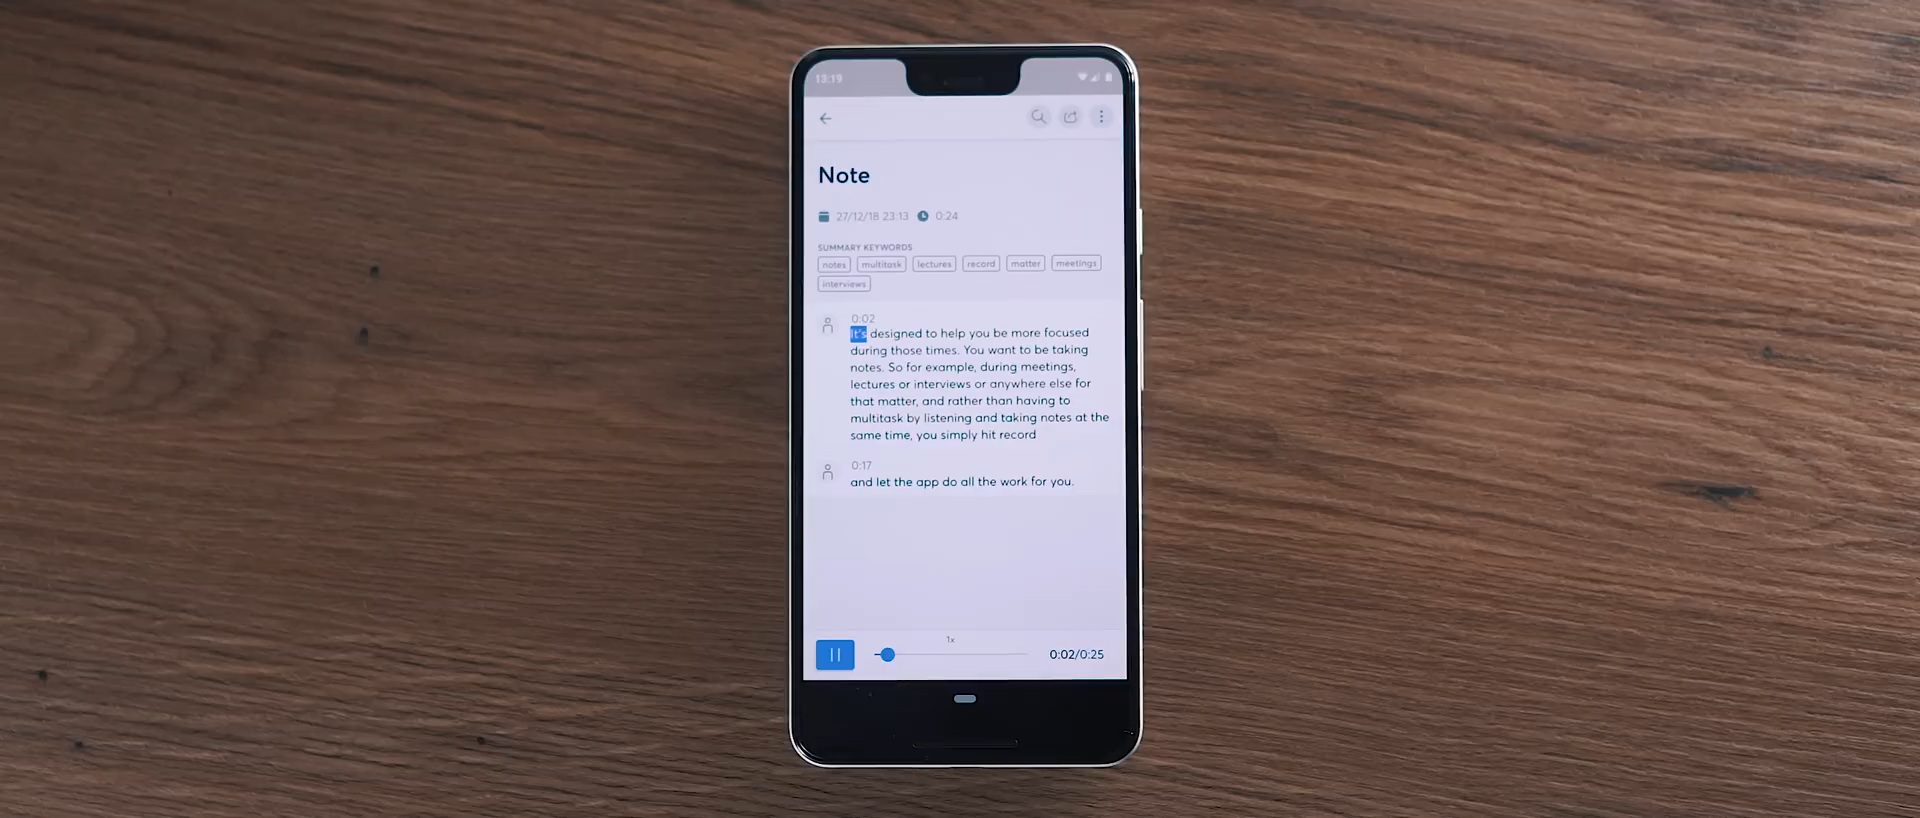 13:19
Note
27/12/18 23:13 0:24
SUMMARY KEYWORDS
notes multitask lectures record matter meetings
interviews
0:02
It's designed to help you be more focused
during those times. You want to be taking
notes. So for example, during meetings,
lectures or interviews or anywhere else for
that matter, and rather than having to
multitask by listening and taking notes at the
same time, you simply hit record
0:17
and let the app do all the work for you.
1x
0:02/0:25